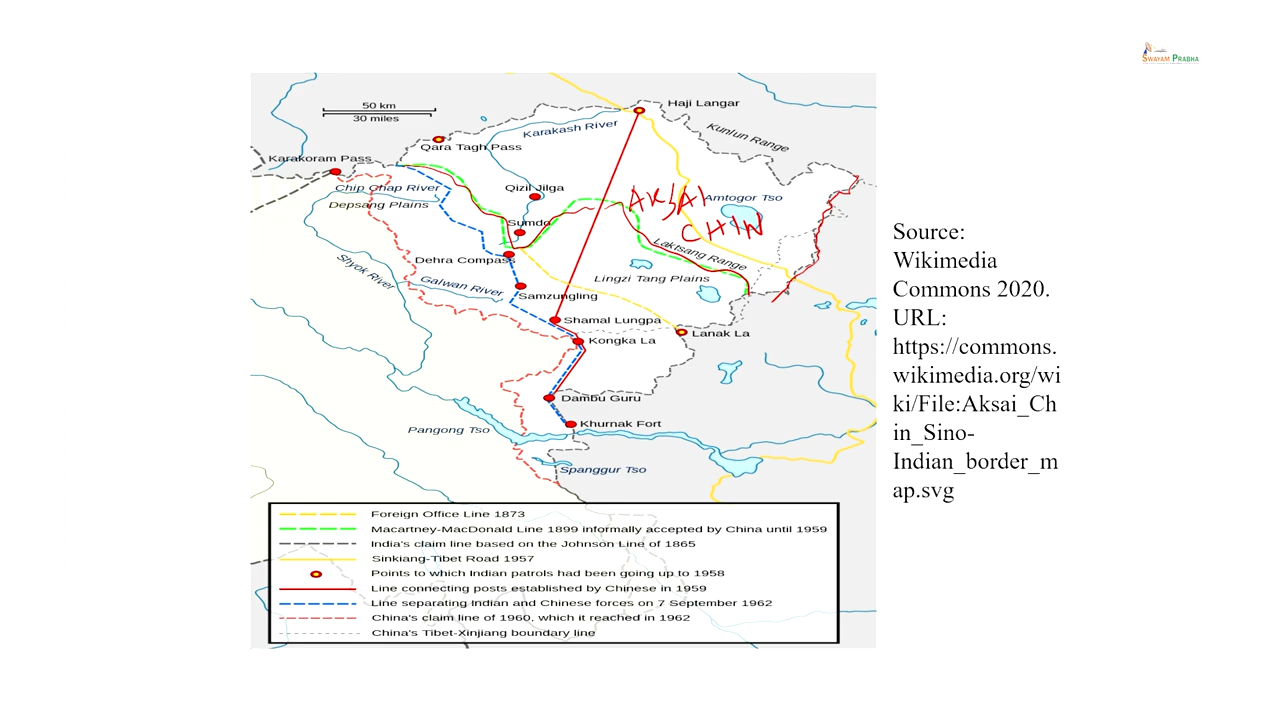 SWAYAM PRABHA
50 km
30 miles
Haji Langar
Karakash River
Kunlun Range
Qara Tagh Pass
Karakoram Pass
Chip Chap River
Qizil Jilga
AKSAI
Amtogor Tso
Depsang Plains
CHIN
Sumdo
Laktsang Range
Dehra Compass
Shyok River
Galwan River
Lingzi Tang Plains
Samzungling
Shamal Lungpa
Lanak La
Kongka La
Dambu Guru
Pangong Tso
Khurnak Fort
Spanggur Tso
Foreign Office Line 1873
Macartney-MacDonald Line 1899 informally accepted by China until 1959
India's claim line based on the Johnson Line of 1865
Sinkiang-Tibet Road 1957
Points to which Indian patrols had been going up to 1958
Line connecting posts established by Chinese in 1959
Line separating Indian and Chinese forces on 7 September 1962
China's claim line of 1960, which it reached in 1962
China's Tibet-Xinjiang boundary line
Source:
Wikimedia
Commons 2020.
URL:
https://commons.
wikimedia.org/wi
ki/File:Aksai_Ch
in_Sino-
Indian_border_m
ap.svg